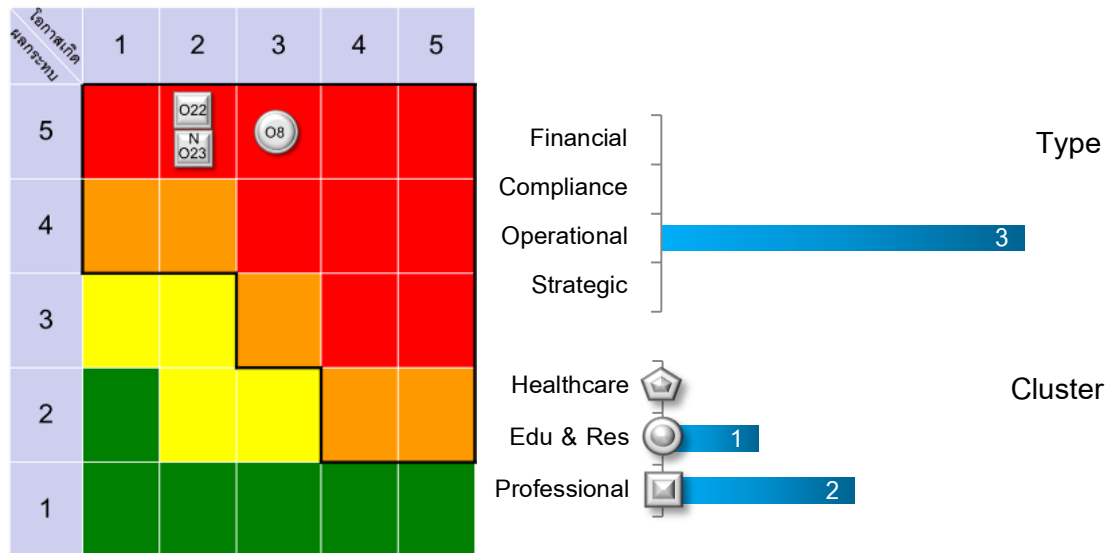 โอกาสเกิด
ผลกระทบ
1 2 3 4 5
5
O22
N
O23
O8
4
3
2
1
Type
Financial
Compliance
Operational 3
Strategic
Cluster
Healthcare
Edu & Res 1
Professional 2